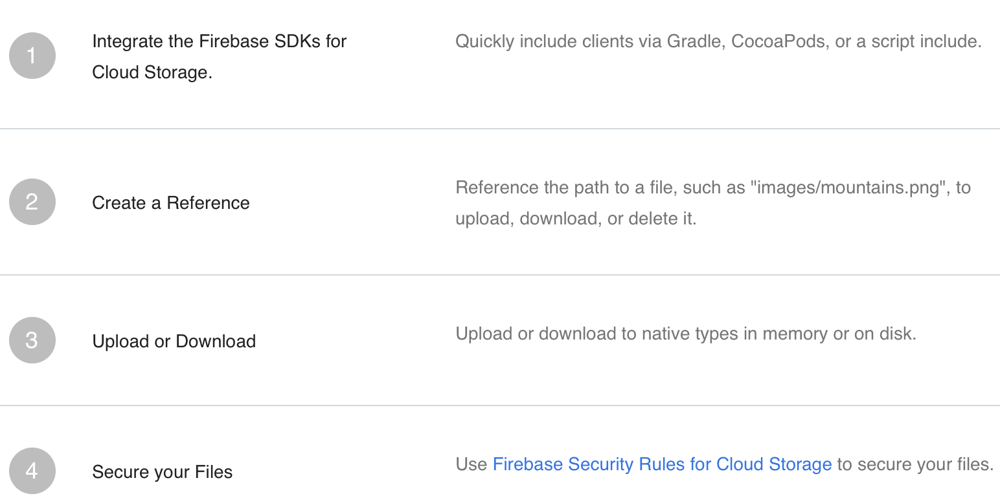 1
Integrate the Firebase SDKs for
Cloud Storage.
Quickly include clients via Gradle, CocoaPods, or a script include.
2
Create a Reference
Reference the path to a file, such as "images/mountains.png", to
upload, download, or delete it.
3
Upload or Download
Upload or download to native types in memory or on disk.
4
Secure your Files
Use Firebase Security Rules for Cloud Storage to secure your files.